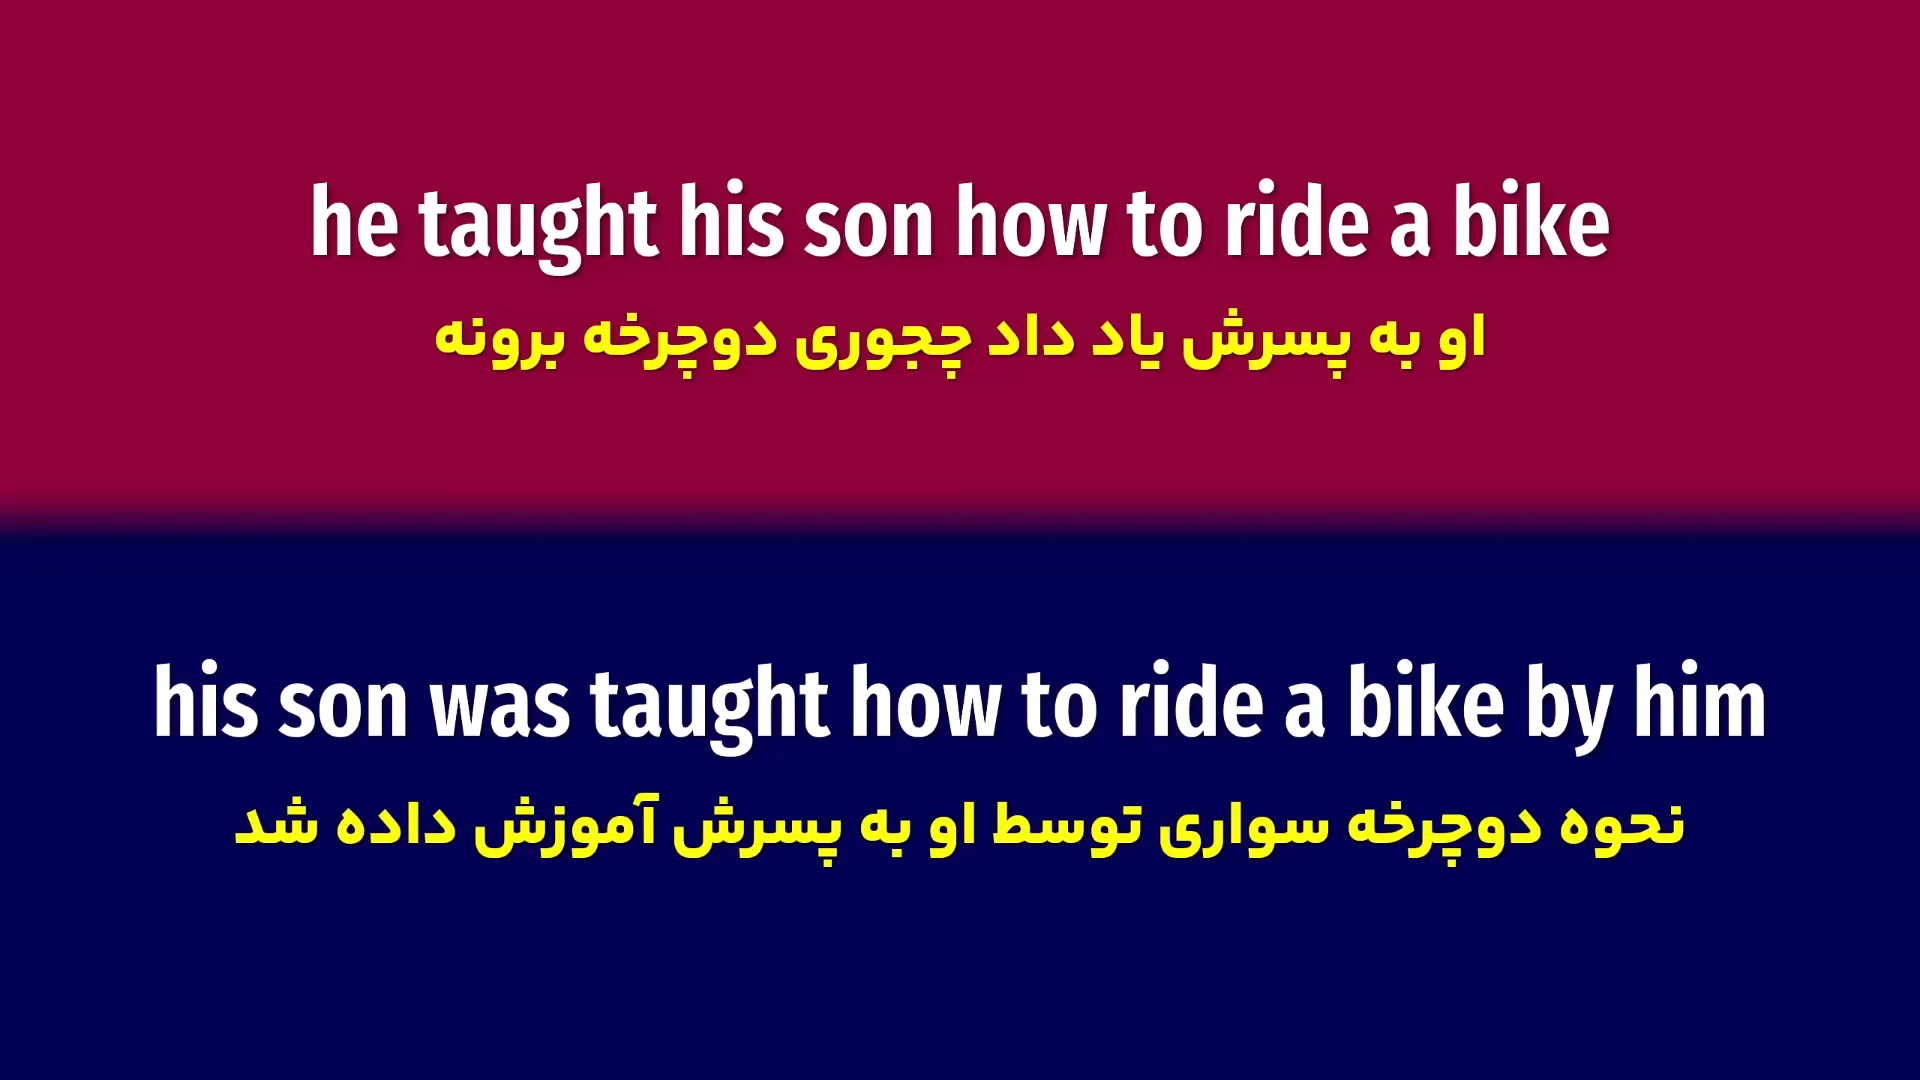 he taught his son how to ride a bike
او به پسرش یاد داد چجوری دوچرخه برونه
his son was taught how to ride a bike by him
نحوه دوچرخه سواری توسط او به پسرش آموزش داده شد